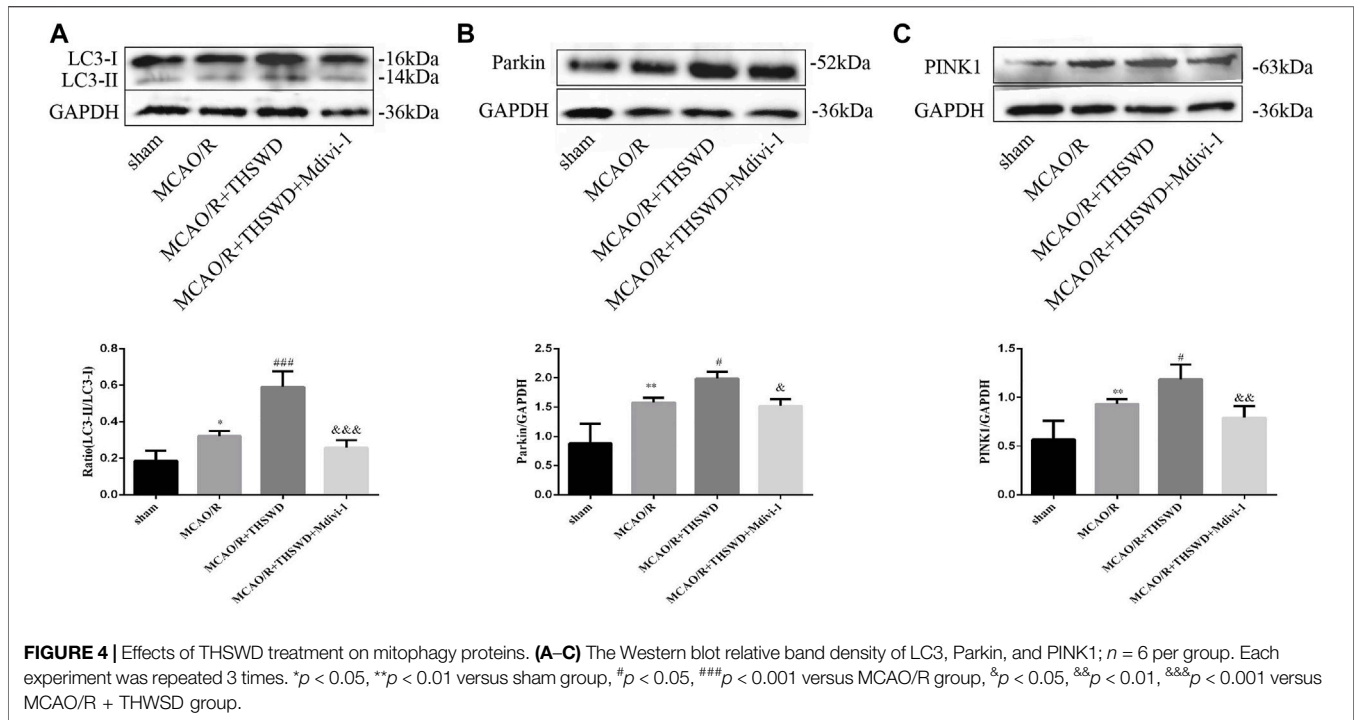 A
LC3-I
LC3-II
GAPDH
-16kDa
-14kDa
-36kDa
sham
MCAO/R
MCAO/R+THSWD
MCAO/R+THSWD+Mdivi-1
B
Parkin
GAPDH
-52kDa
-36kDa
sham
MCAO/R
MCAO/R+THSWD
MCAO/R+THSWD+Mdivi-1
C
PINK1
GAPDH
-63kDa
-36kDa
sham
MCAO/R
MCAO/R+THSWD
MCAO/R+THSWD+Mdivi-1
Ratio(LC3-II/LC3-I)
0.8
0.6
0.4
0.2
0.0
*
###
&&&
sham
MCAO/R
MCAO/R+THSWD
MCAO/R+THSWD+Mdivi-1
Parkin/GAPDH
2.5
2.0
1.5
1.0
0.5
0.0
**
#
&
sham
MCAO/R
MCAO/R+THSWD
MCAO/R+THSWD+Mdivi-1
PINK1/GAPDH
1.5
1.0
0.5
0.0
**
#
&&
sham
MCAO/R
MCAO/R+THSWD
MCAO/R+THSWD+Mdivi-1
FIGURE 4 | Effects of THSWD treatment on mitophagy proteins. (A–C) The Western blot relative band density of LC3, Parkin, and PINK1; n = 6 per group. Each
experiment was repeated 3 times. *p < 0.05, **p < 0.01 versus sham group, #p < 0.05, ###p < 0.001 versus MCAO/R group, &p < 0.05, &&p < 0.01, &&&p < 0.001 versus
MCAO/R + THWSD group.